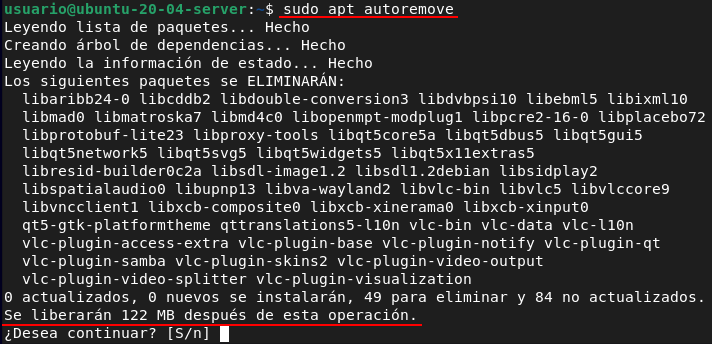 usuario@ubuntu-20-04-server:~$ sudo apt autoremove
Leyendo lista de paquetes... Hecho
Creando árbol de dependencias... Hecho
Leyendo la información de estado... Hecho
Los siguientes paquetes se ELIMINARÁN:
  libaribb24-0 libcddb2 libdouble-conversion3 libdvbpsi10 libebml5 libixml10
  libmad0 libmatroska7 libmd4c0 libopenmpt-modplug1 libpcre2-16-0 libplacebo72
  libprotobuf-lite23 libproxy-tools libqt5core5a libqt5dbus5 libqt5gui5
  libqt5network5 libqt5svg5 libqt5widgets5 libqt5x11extras5
  libresid-builder0c2a libsdl-image1.2 libsdl1.2debian libsidplay2
  libspatialaudio0 libupnp13 libva-wayland2 libvlc-bin libvlc5 libvlccore9
  libvncclient1 libxcb-composite0 libxcb-xinerama0 libxcb-xinput0
  qt5-gtk-platformtheme qttranslations5-l10n vlc-bin vlc-data vlc-l10n
  vlc-plugin-access-extra vlc-plugin-base vlc-plugin-notify vlc-plugin-qt
  vlc-plugin-samba vlc-plugin-skins2 vlc-plugin-video-output
  vlc-plugin-video-splitter vlc-plugin-visualization
0 actualizados, 0 nuevos se instalarán, 49 para eliminar y 84 no actualizados.
Se liberarán 122 MB después de esta operación.
¿Desea continuar? [S/n]